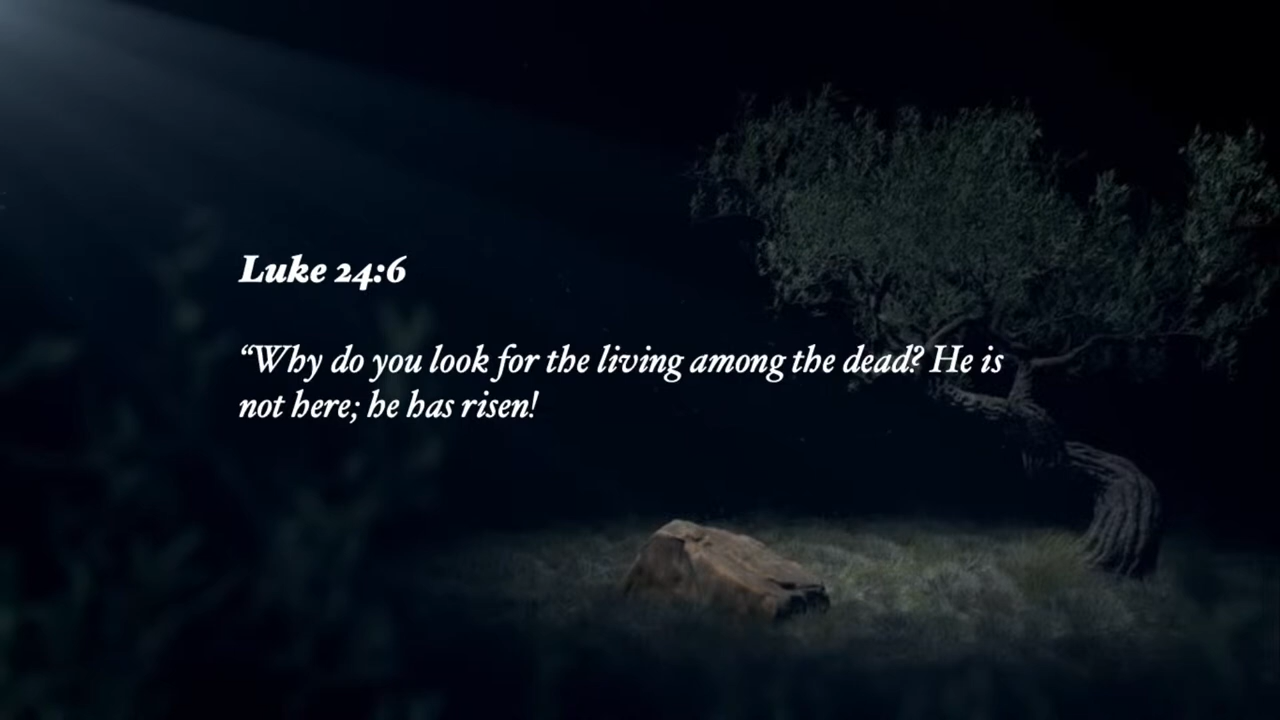 Luke 24:6
“Why do you look for the living among the dead? He is
not here; he has risen!